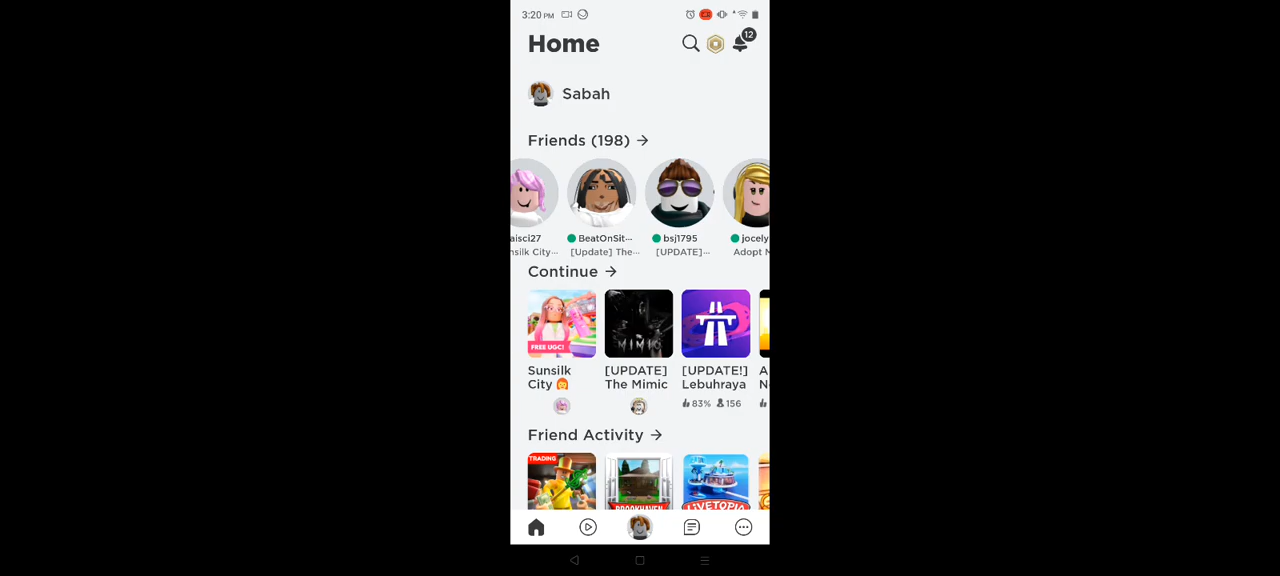 3:20 PM
Home
12
Sabah
Friends (198)
aisci27
BeatOnSit...
bsj1795
jocely
nsilk City...
[Update] The...
[UPDATE]...
Adopt M
Continue
FREE UGC!
MIMIC
Sunsilk
City
[UPDATE]
The Mimic
[UPDATE!]
Lebuhraya
A
N
83% 156
Friend Activity
TRADING
BROOKHAVEN
LIVETOPIA